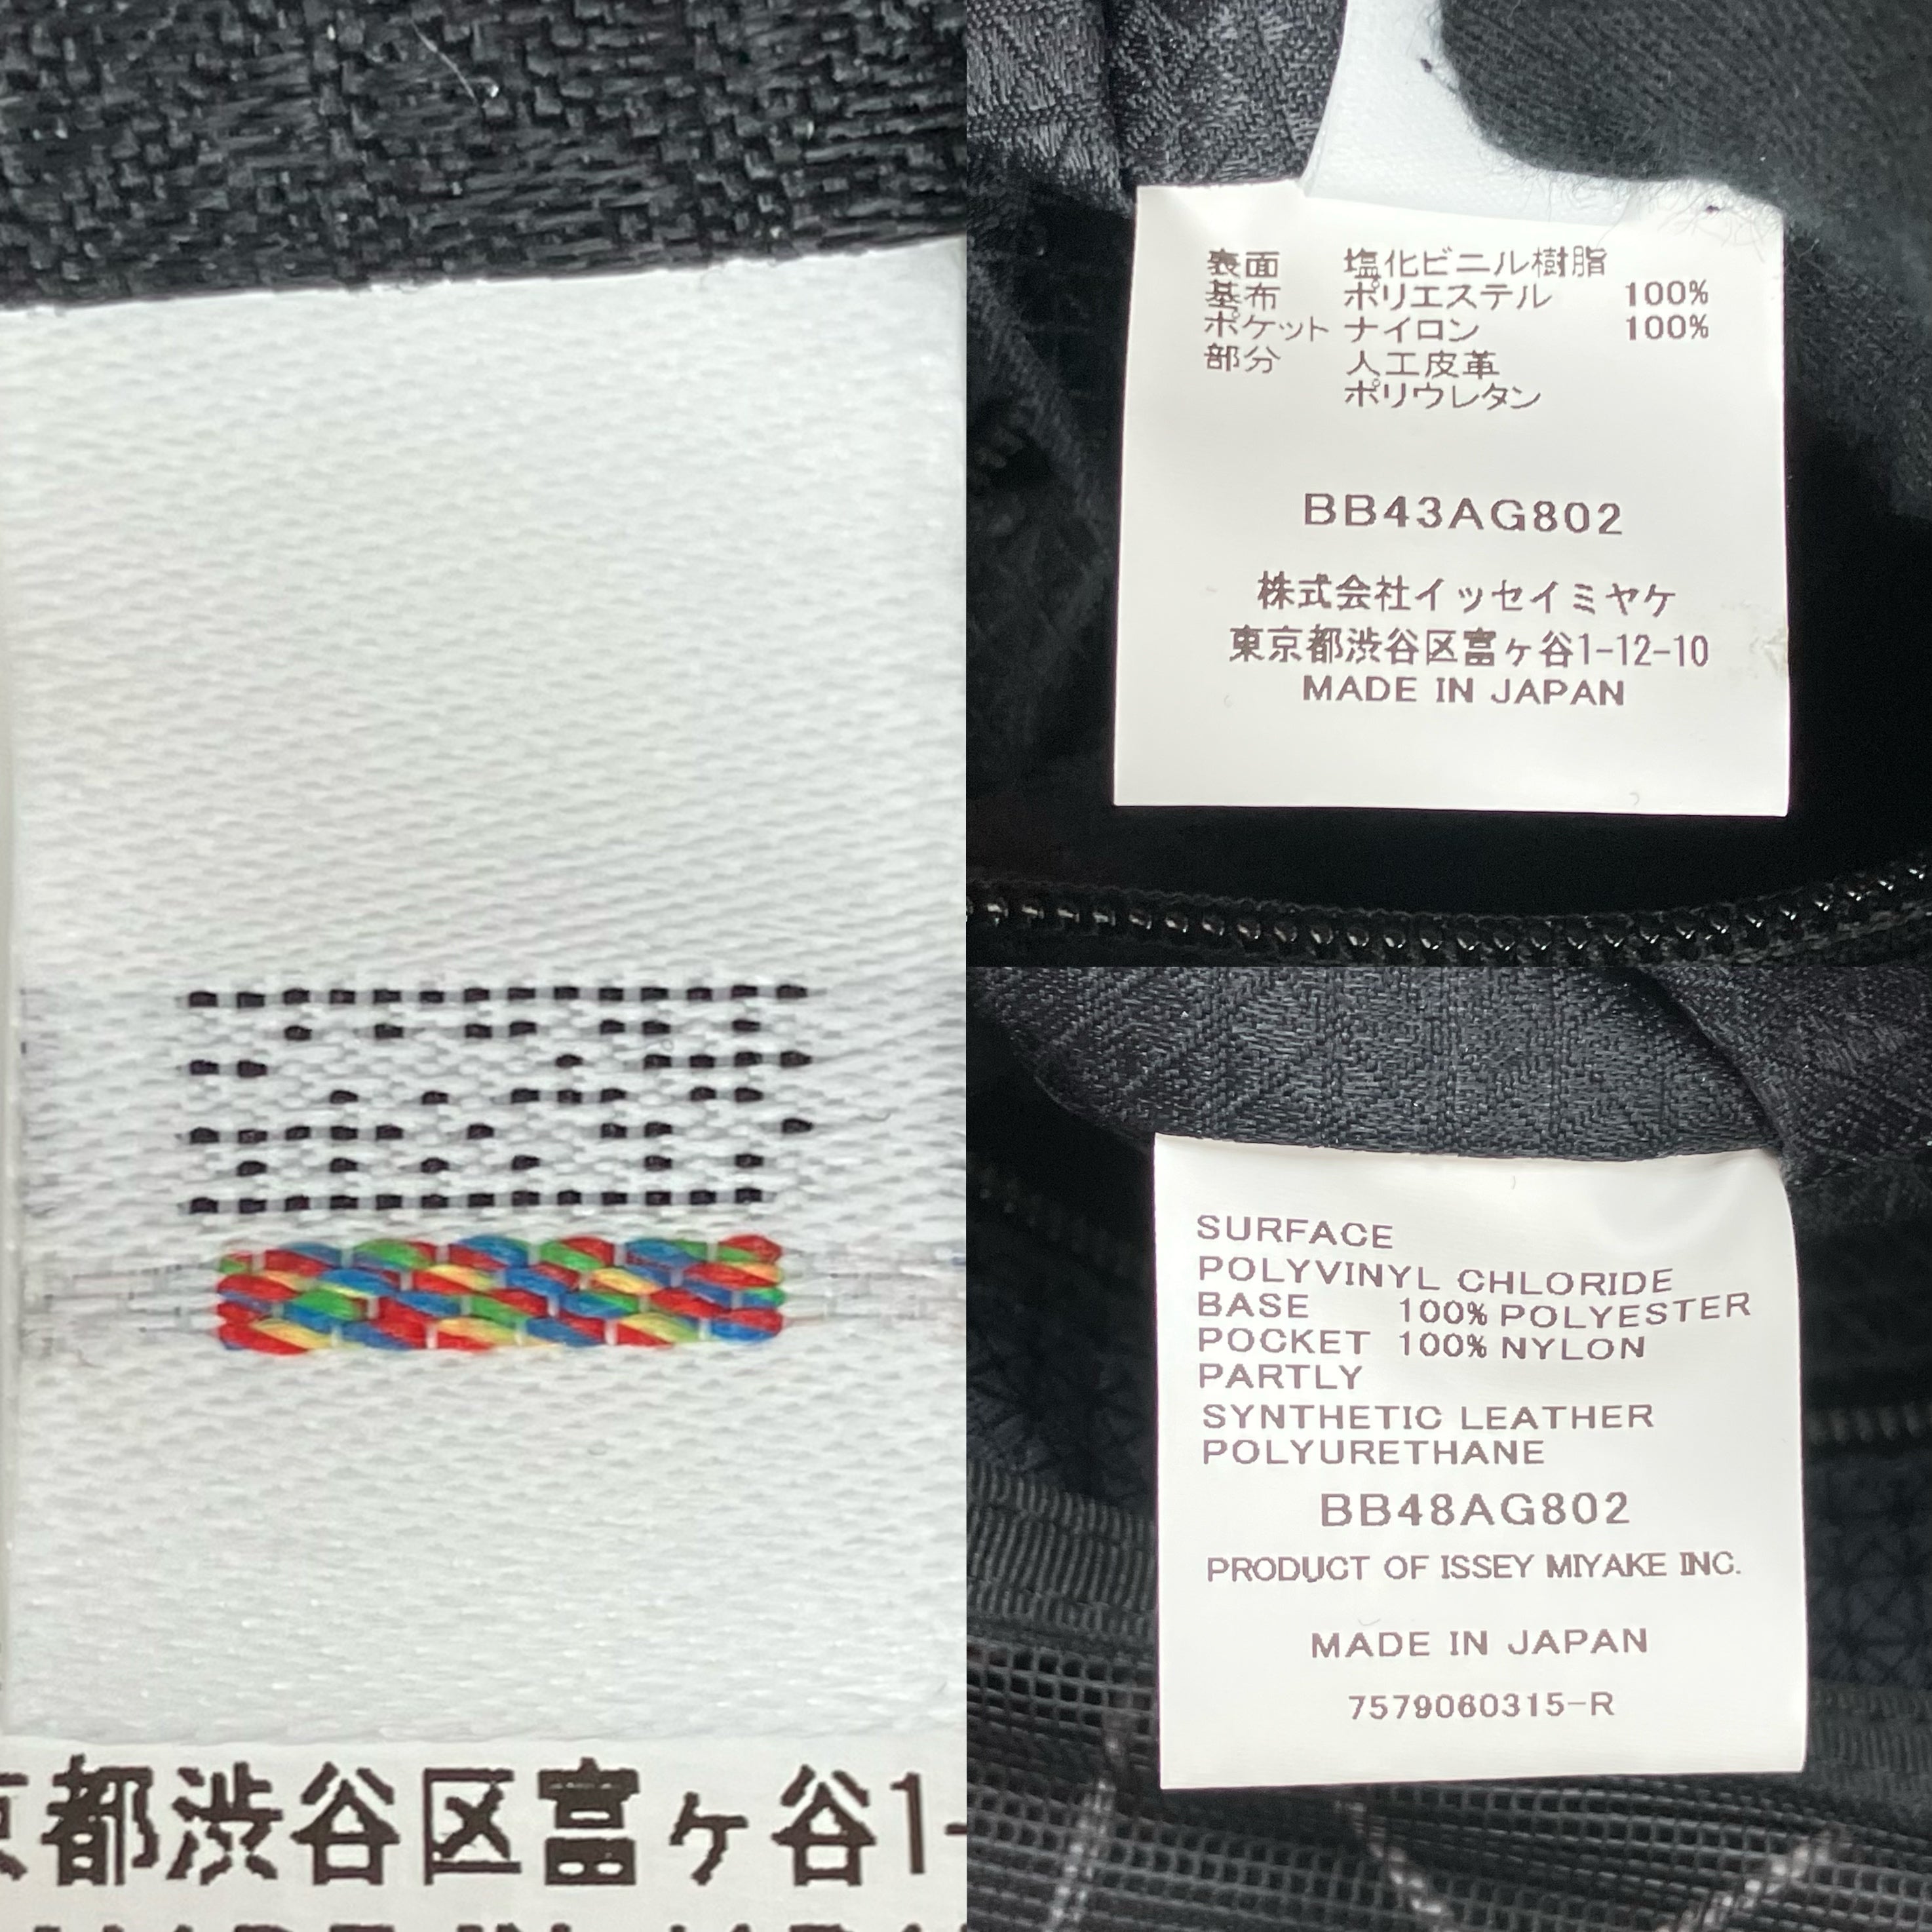 都渋谷区富ヶ谷1-
表面 塩化ビニル樹脂
基布 ポリエステル 100%
ポケット ナイロン 100%
部分 人工皮革
ポリウレタン
BB43AG802
株式会社イッセイミヤケ
東京都渋谷区富ヶ谷1-12-10
MADE IN JAPAN
SURFACE
POLYVINYL CHLORIDE
BASE 100% POLYESTER
POCKET 100% NYLON
PARTLY
SYNTHETIC LEATHER
POLYURETHANE
BB48AG802
PRODUCT OF ISSEY MIYAKE INC.
MADE IN JAPAN
7579060315-R